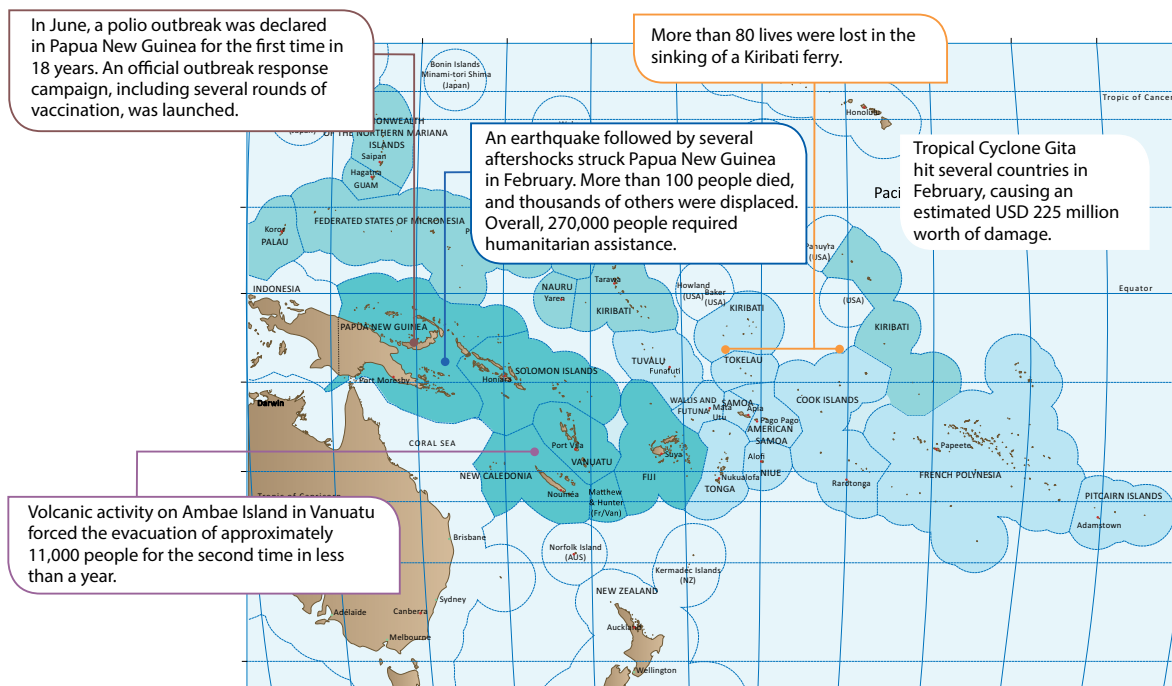 In June, a polio outbreak was declared
in Papua New Guinea for the first time in
18 years. An official outbreak response
campaign, including several rounds of
vaccination, was launched.
More than 80 lives were lost in the
sinking of a Kiribati ferry.
An earthquake followed by several
aftershocks struck Papua New Guinea
in February. More than 100 people died,
and thousands of others were displaced.
Overall, 270,000 people required
humanitarian assistance.
Tropical Cyclone Gita
hit several countries in
February, causing an
estimated USD 225 million
worth of damage.
Volcanic activity on Ambae Island in Vanuatu
forced the evacuation of approximately
11,000 people for the second time in less
than a year.
Bonin Islands
Minami-tori Shima
(Japan)
Honolulu
Tropic of Cancer
OF THE NORTHERN MARIANA
ISLANDS
Saipan
Hagatna
GUAM
FEDERATED STATES OF MICRONESIA
Koror
PALAU
(USA)
INDONESIA
NAURU
Yaren
Tarawa
KIRIBATI
Howland
(USA)
Baker
(USA)
KIRIBATI
(USA)
Equator
KIRIBATI
PAPUA NEW GUINEA
Port Moresby
SOLOMON ISLANDS
Honiara
TUVALU
Funafuti
TOKELAU
WALLIS AND
FUTUNA
Mata
Utu
SAMOA
Apia
Pago Pago
AMERICAN
SAMOA
COOK ISLANDS
Darwin
CORAL SEA
Port Vila
VANUATU
NEW CALEDONIA
Noumea
Matthew
& Hunter
(Fr/Van)
FIJI
Suva
TONGA
Nukualofa
Alofi
NIUE
Rarotonga
Papeete
FRENCH POLYNESIA
PITCAIRN ISLANDS
Adamstown
Brisbane
Norfolk Island
(AUS)
Kermadec Islands
(NZ)
NEW ZEALAND
Auckland
Wellington
Sydney
Canberra
Adélaide
Melbourne